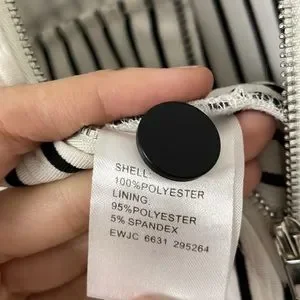 SHELL:
100%POLYESTER
LINING:
95%POLYESTER
5% SPANDEX
EWJC 6631 295264